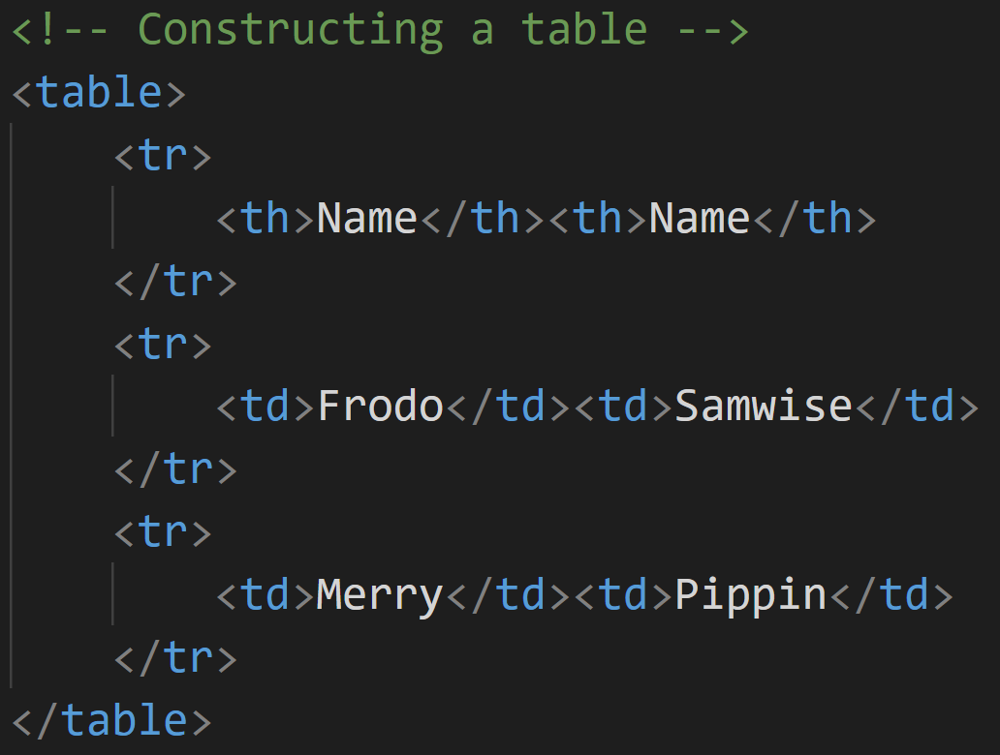 <!-- Constructing a table -->
<table>
    <tr>
        <th>Name</th><th>Name</th>
    </tr>
    <tr>
        <td>Frodo</td><td>Samwise</td>
    </tr>
    <tr>
        <td>Merry</td><td>Pippin</td>
    </tr>
</table>